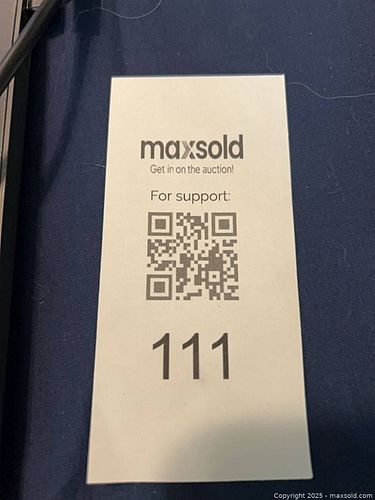 maxsold
Get in on the auction!
For support:
111
Copyright 2025 - maxsold.com